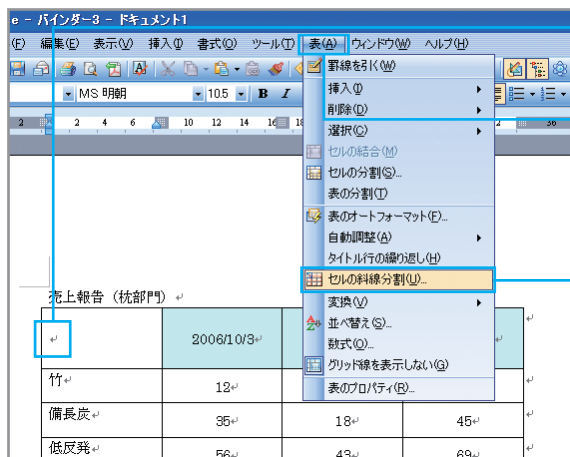 e - バインダー3 - ドキュメント1
(F) 編集(E) 表示(V) 挿入(I) 書式(O) ツール(T) 表(A) ウィンドウ(W) ヘルプ(H)
MS 明朝 10.5 B I
2 2 4 6 10 12 14 16 18 2 36
罫線を引く(W)
挿入(I)
削除(D)
選択(C)
セルの結合(M)
セルの分割(S)...
表の分割(T)
表のオートフォーマット(F)...
自動調整(A)
タイトル行の繰り返し(H)
セルの斜線分割(U)...
変換(V)
並べ替え(S)...
数式(O)...
グリッド線を表示しない(G)
表のプロパティ(R)...
売上報告（枕部門）
2006/10/3
竹 12
備長炭 35 18 45
低反発 56 43 69